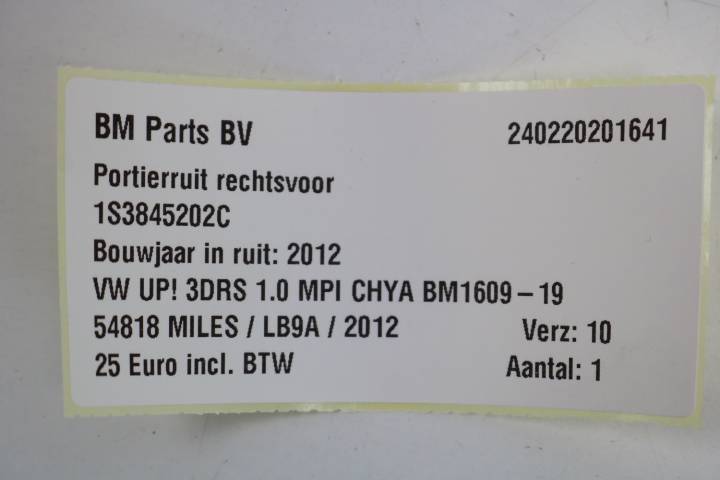 BM Parts BV 240220201641
Portierruit rechtsvoor
1S3845202C
Bouwjaar in ruit: 2012
VW UP! 3DRS 1.0 MPI CHYA BM1609 – 19
54818 MILES / LB9A / 2012 Verz: 10
25 Euro incl. BTW Aantal: 1